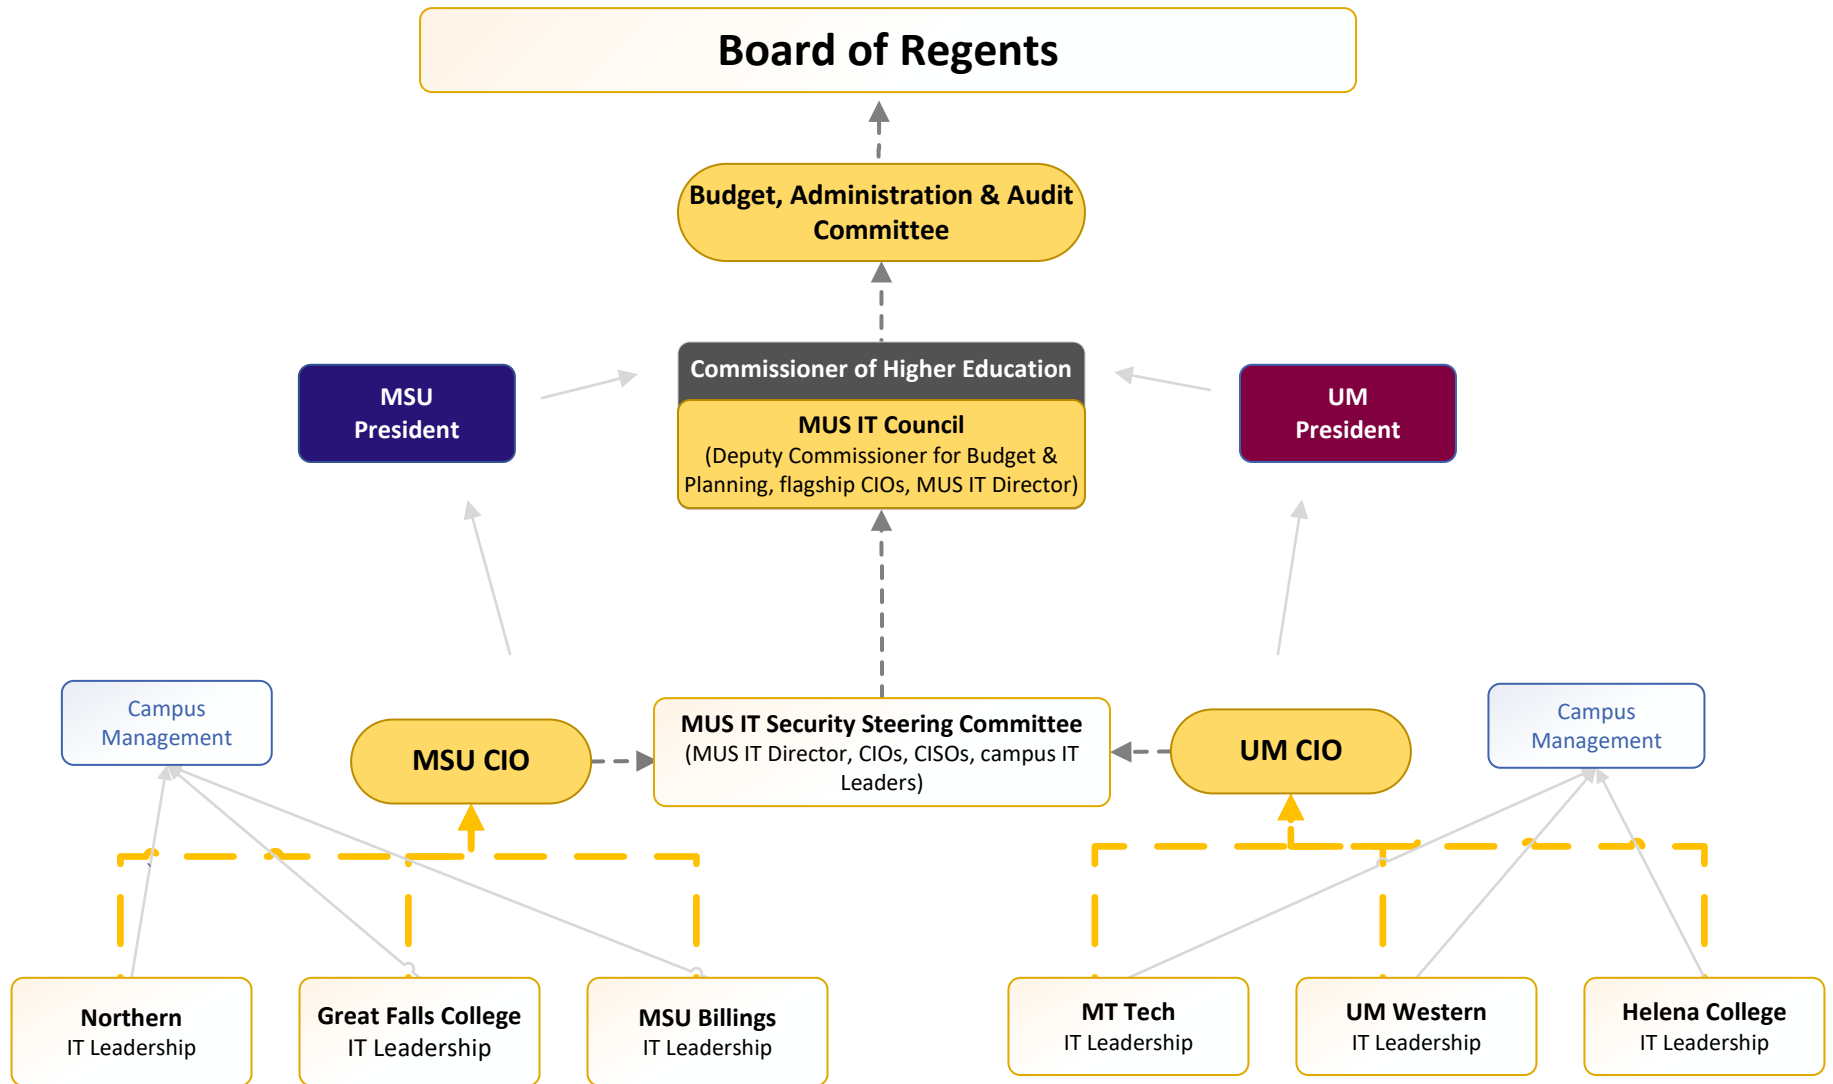 Board of Regents
Budget, Administration & Audit
Committee
Commissioner of Higher Education
MUS IT Council
(Deputy Commissioner for Budget &
Planning, flagship CIOs, MUS IT Director)
MSU
President
UM
President
Campus
Management
MSU CIO
MUS IT Security Steering Committee
(MUS IT Director, CIOs, CISOs, campus IT
Leaders)
UM CIO
Campus
Management
Northern
IT Leadership
Great Falls College
IT Leadership
MSU Billings
IT Leadership
MT Tech
IT Leadership
UM Western
IT Leadership
Helena College
IT Leadership